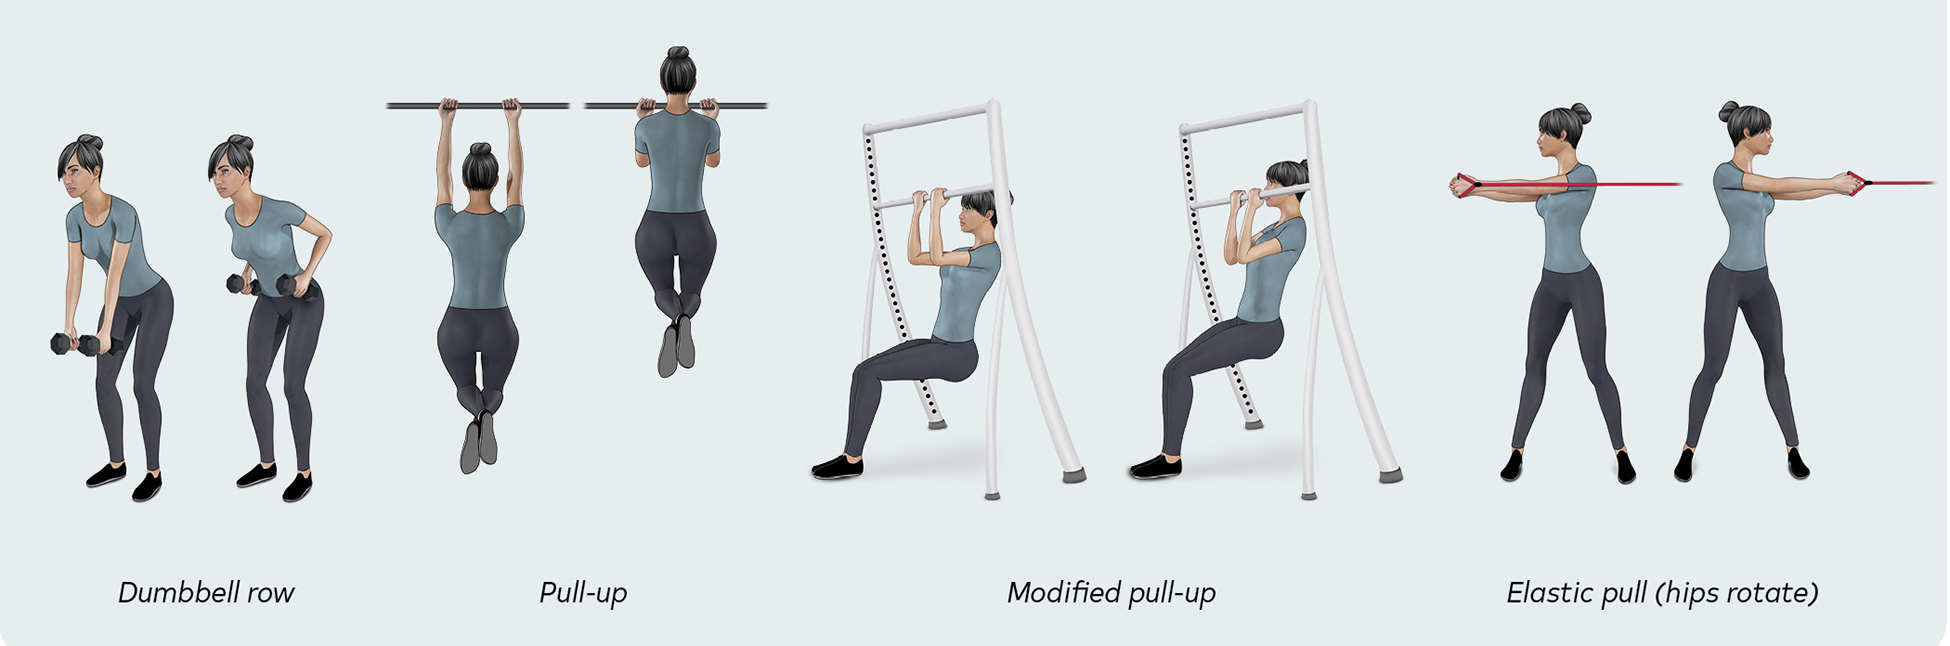 Dumbbell row
Pull-up
Modified pull-up
Elastic pull (hips rotate)